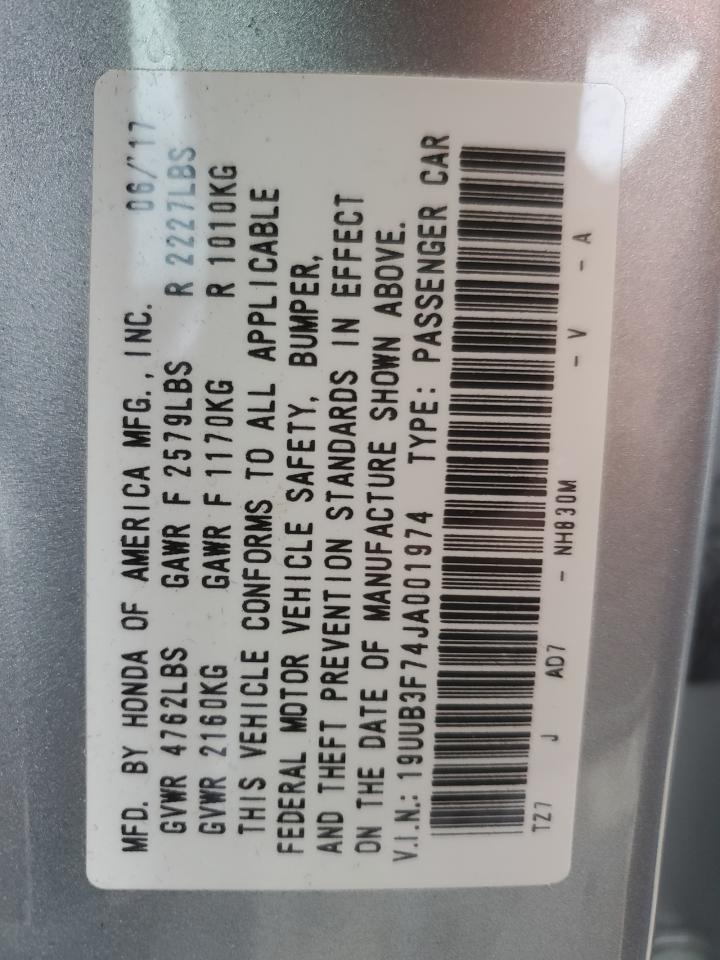 MFD. BY HONDA OF AMERICA MFG., INC. 06/'17
GVWR 4762LBS GAWR F 2579LBS R 2227LBS
GVWR 2160KG GAWR F 1170KG R 1010KG
THIS VEHICLE CONFORMS TO ALL APPLICABLE
FEDERAL MOTOR VEHICLE SAFETY, BUMPER,
AND THEFT PREVENTION STANDARDS IN EFFECT
ON THE DATE OF MANUFACTURE SHOWN ABOVE.
V.I.N.: 19UUB3F74JA001974 TYPE: PASSENGER CAR
TZ7 J AD7 - NH830M - V - A